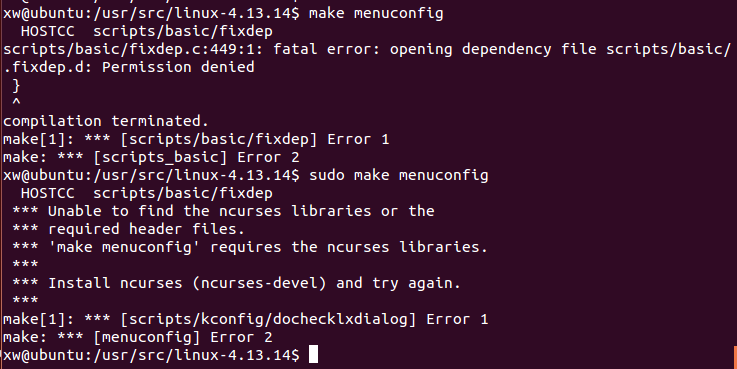 xw@ubuntu:/usr/src/linux-4.13.14$ make menuconfig
  HOSTCC  scripts/basic/fixdep
scripts/basic/fixdep.c:449:1: fatal error: opening dependency file scripts/basic/
.fixdep.d: Permission denied
 }
 ^
compilation terminated.
make[1]: *** [scripts/basic/fixdep] Error 1
make: *** [scripts_basic] Error 2
xw@ubuntu:/usr/src/linux-4.13.14$ sudo make menuconfig
  HOSTCC  scripts/basic/fixdep
 *** Unable to find the ncurses libraries or the
 *** required header files.
 *** 'make menuconfig' requires the ncurses libraries.
 ***
 *** Install ncurses (ncurses-devel) and try again.
 ***
make[1]: *** [scripts/kconfig/dochecklxdialog] Error 1
make: *** [menuconfig] Error 2
xw@ubuntu:/usr/src/linux-4.13.14$